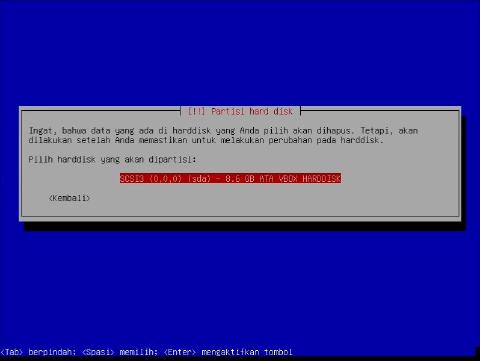 [!!] Partisi hard disk
Ingat, bahwa data yang ada di harddisk yang Anda pilih akan dihapus. Tetapi, akan
dilakukan setelah Anda memastikan untuk melakukan perubahan pada harddisk.
Pilih harddisk yang akan dipartisi:
SCSI3 (0,0,0) (sda) - 8.6 GB ATA VBOX HARDDISK
<Kembali>
<Tab> berpindah; <Spasi> memilih; <Enter> mengaktifkan tombol